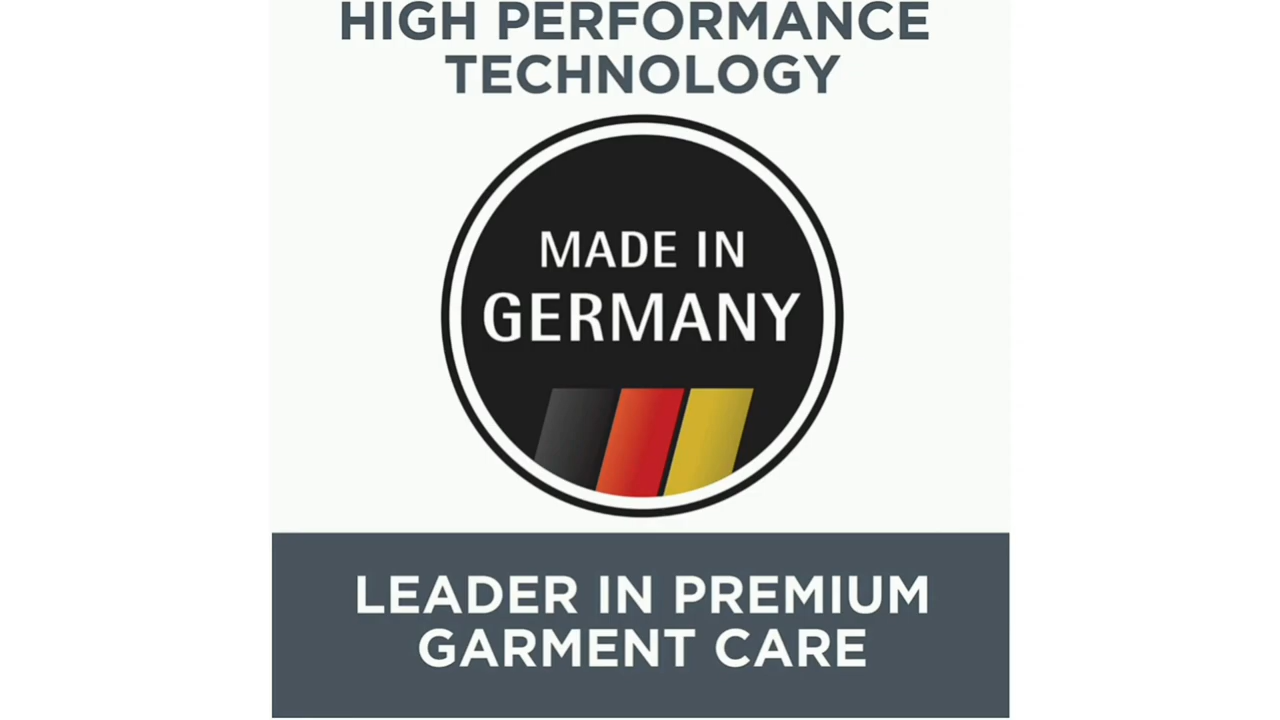 HIGH PERFORMANCE
TECHNOLOGY
MADE IN
GERMANY
LEADER IN PREMIUM
GARMENT CARE